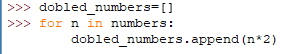 >>> dobled_numbers=[]
>>> for n in numbers:
        dobled_numbers.append(n*2)